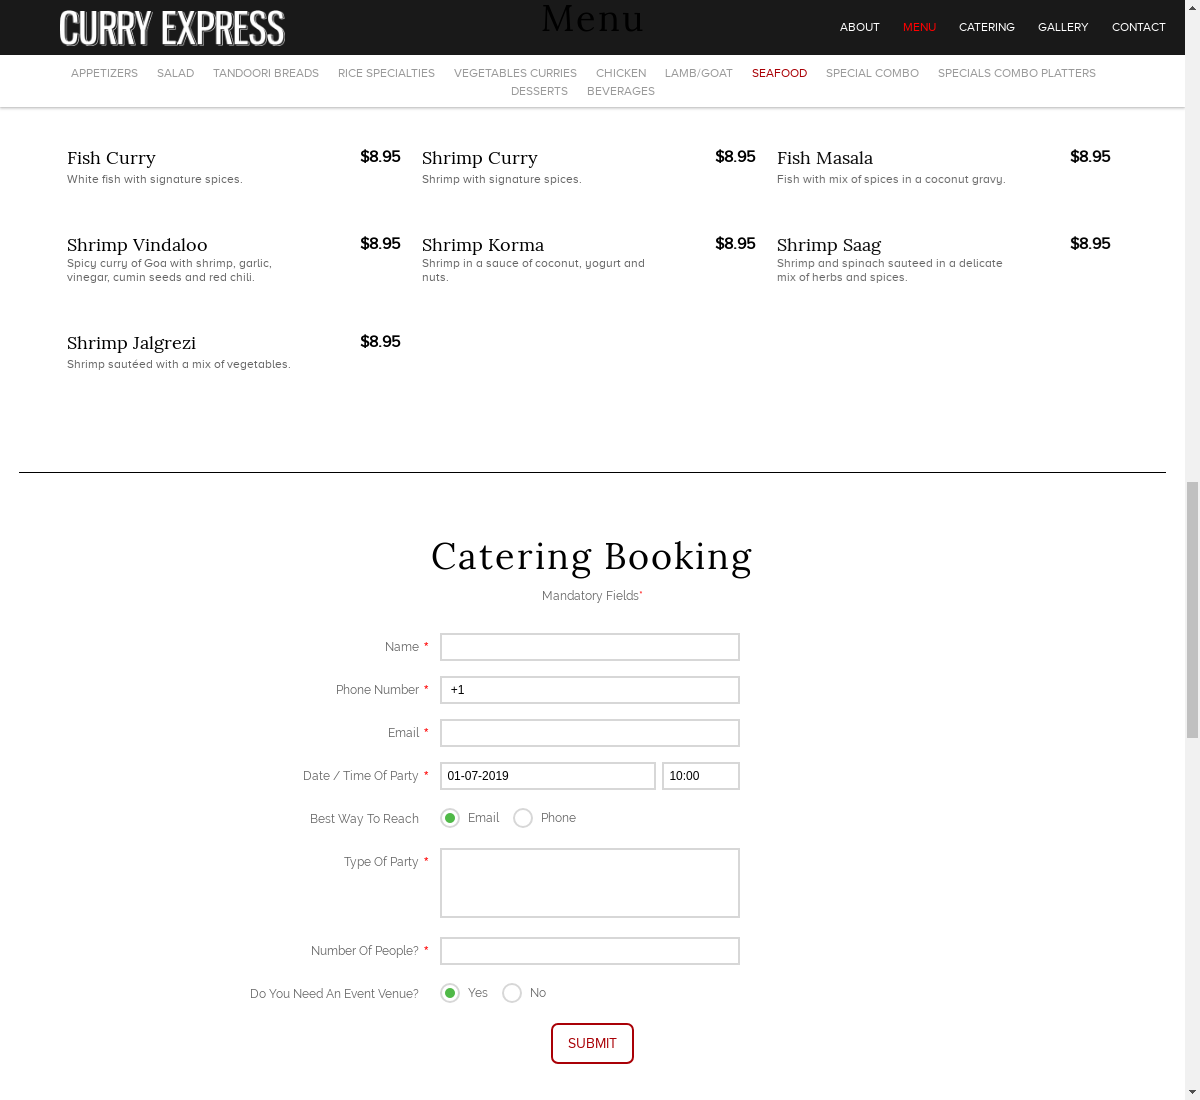 CURRY EXPRESS
Menu
ABOUT MENU CATERING GALLERY CONTACT
APPETIZERS SALAD TANDOORI BREADS RICE SPECIALTIES VEGETABLES CURRIES CHICKEN LAMB/GOAT SEAFOOD SPECIAL COMBO SPECIALS COMBO PLATTERS
DESSERTS BEVERAGES
Fish Curry $8.95
White fish with signature spices.
Shrimp Curry $8.95
Shrimp with signature spices.
Fish Masala $8.95
Fish with mix of spices in a coconut gravy.
Shrimp Vindaloo $8.95
Spicy curry of Goa with shrimp, garlic,
vinegar, cumin seeds and red chili.
Shrimp Korma $8.95
Shrimp in a sauce of coconut, yogurt and
nuts.
Shrimp Saag $8.95
Shrimp and spinach sauteed in a delicate
mix of herbs and spices.
Shrimp Jalgrezi $8.95
Shrimp sautéed with a mix of vegetables.
Catering Booking
Mandatory Fields*
Name *
Phone Number * +1
Email *
Date / Time Of Party * 01-07-2019 10:00
Best Way To Reach Email Phone
Type Of Party *
Number Of People? *
Do You Need An Event Venue? Yes No
SUBMIT